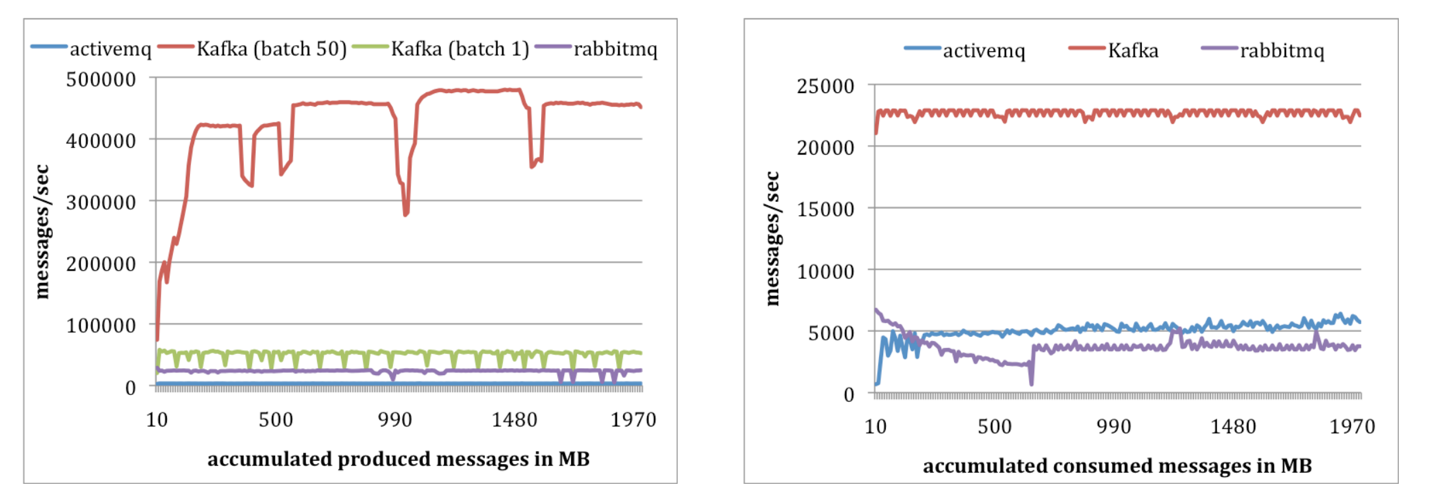 activemq Kafka (batch 50) Kafka (batch 1) rabbitmq
500000
400000
300000
200000
100000
0
messages/sec
10 500 990 1480 1970
accumulated produced messages in MB
activemq Kafka rabbitmq
25000
20000
15000
10000
5000
0
messages/sec
10 500 990 1480 1970
accumulated consumed messages in MB